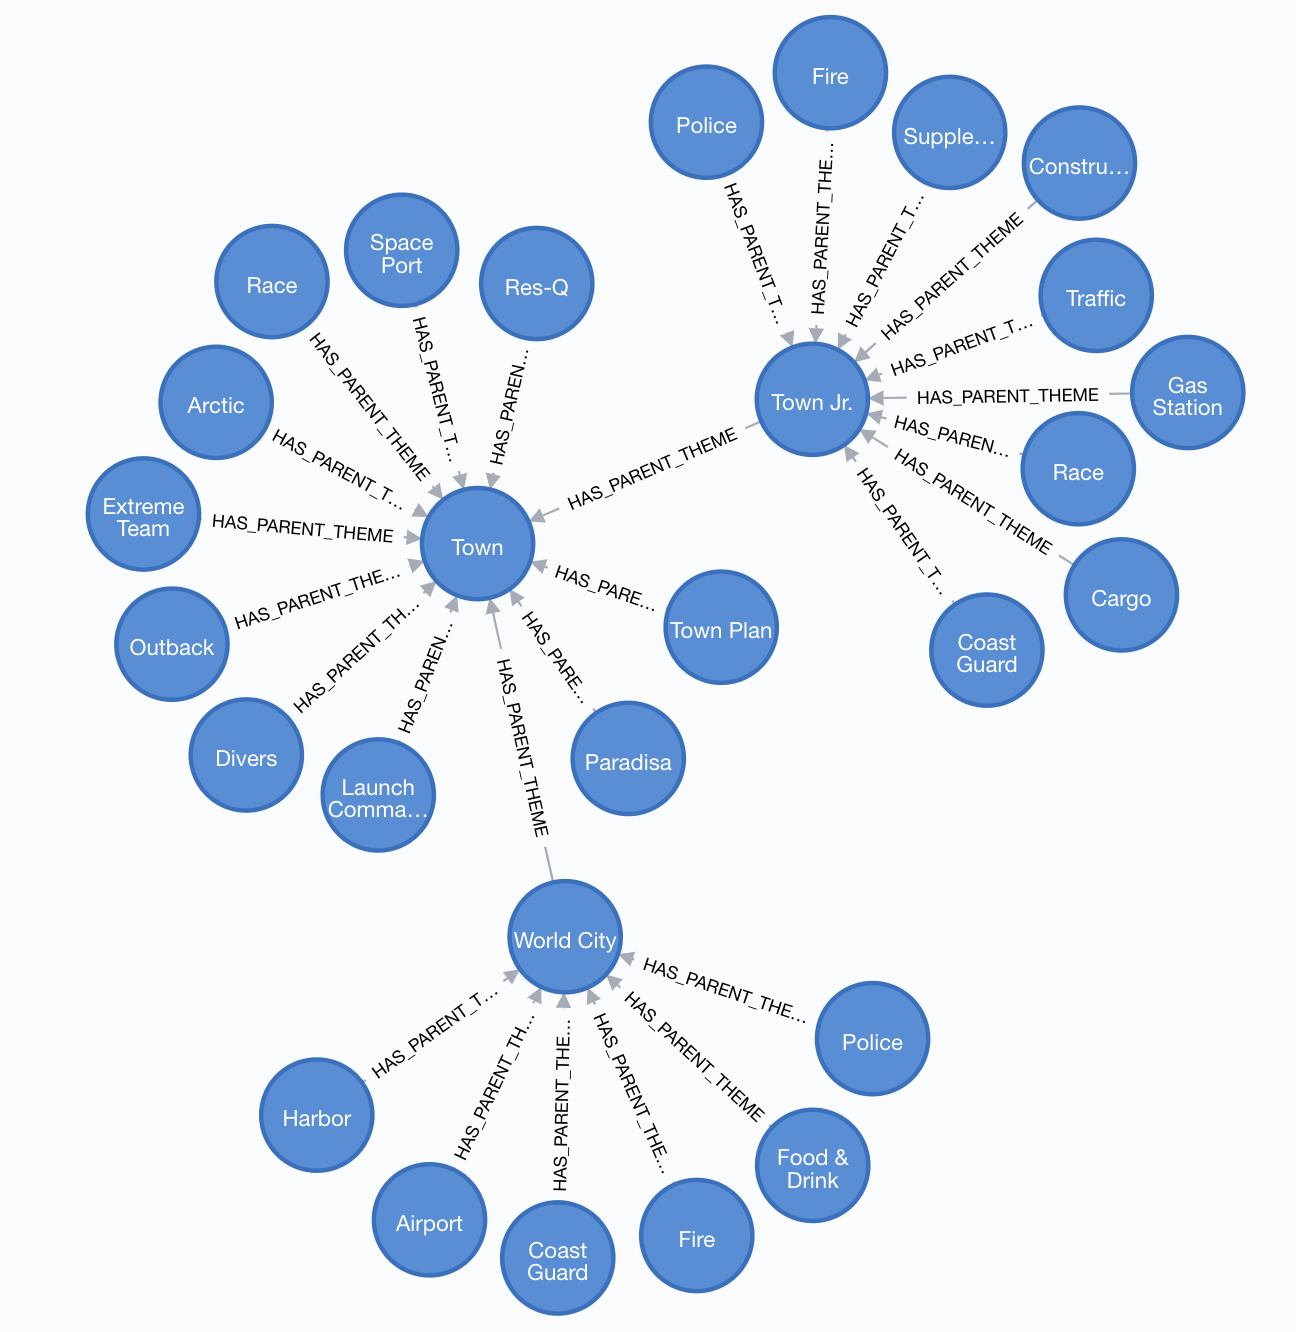 Fire
Police
Supple...
Constru...
HAS_PARENT_T...
HAS_PARENT_THE...
HAS_PARENT_T...
HAS_PARENT_THEME
Space
Port
Race
Res-Q
Traffic
HAS_PARENT_T...
HAS_PARENT_THEME
HAS_PARENT_T...
HAS_PAREN...
Gas
Station
HAS_PARENT_THEME
Town Jr.
Arctic
HAS_PARENT_T...
HAS_PARENT_THEME
HAS_PAREN...
Race
HAS_PARENT_THEME
HAS_PARENT_T...
Extreme
Team
HAS_PARENT_THEME
Town
HAS_PARENT_THE...
HAS_PARE...
Cargo
Outback
HAS_PARENT_TH...
HAS_PAREN...
HAS_PARE...
Town Plan
Coast
Guard
HAS_PARENT_THEME
Divers
Launch
Comma...
Paradisa
World City
HAS_PARENT_THE...
HAS_PARENT_T...
HAS_PARENT_TH...
HAS_PARENT_THE...
HAS_PARENT_THE...
HAS_PARENT_THEME
Police
Harbor
Food &
Drink
Airport
Coast
Guard
Fire